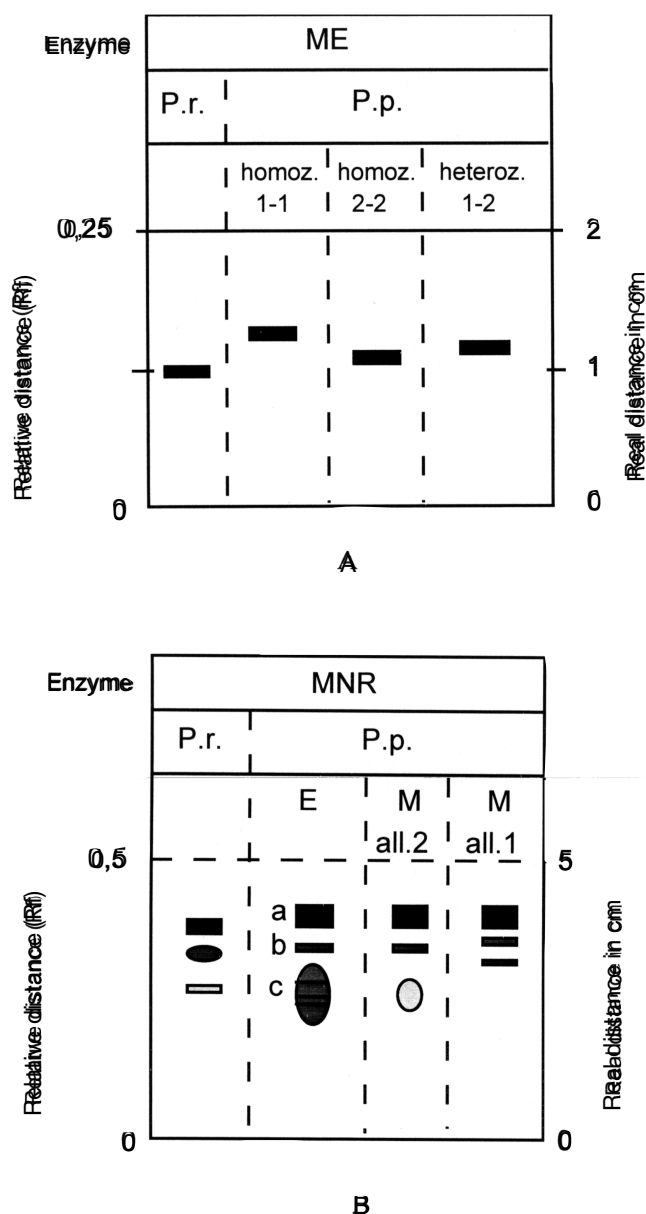 Enzyme ME
P.r. P.p.
homoz. homoz. heteroz.
1-1 2-2 1-2
0,25 2
1
0 0
Relative distance (Rf)
Real distance in cm
A
Enzyme MNR
P.r. P.p.
E M M
all.2 all.1
0,5 5
a
b
c
0 0
Relative distance (Rf)
Real distance in cm
B